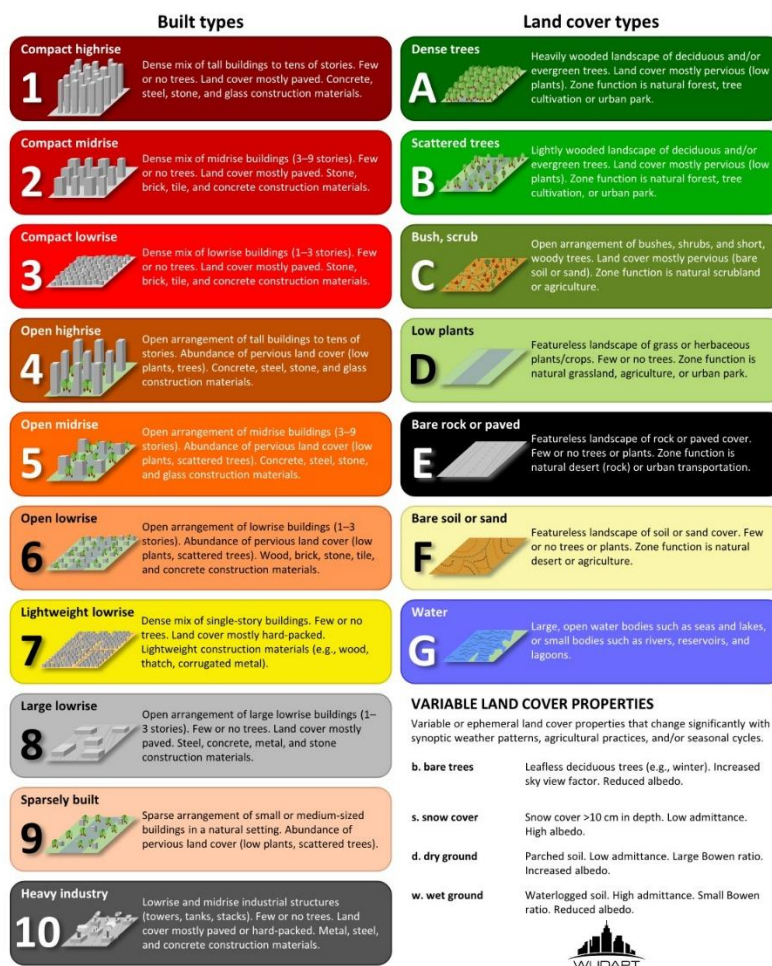 Built types
Compact highrise
1
Dense mix of tall buildings to tens of stories. Few
or no trees. Land cover mostly paved. Concrete,
steel, stone, and glass construction materials.
Compact midrise
2
Dense mix of midrise buildings (3–9 stories). Few
or no trees. Land cover mostly paved. Stone,
brick, tile, and concrete construction materials.
Compact lowrise
3
Dense mix of lowrise buildings (1–3 stories). Few
or no trees. Land cover mostly paved. Stone,
brick, tile, and concrete construction materials.
Open highrise
4
Open arrangement of tall buildings to tens of
stories. Abundance of pervious land cover (low
plants, trees). Concrete, steel, stone, and glass
construction materials.
Open midrise
5
Open arrangement of midrise buildings (3–9
stories). Abundance of pervious land cover (low
plants, scattered trees). Concrete, steel, stone,
and glass construction materials.
Open lowrise
6
Open arrangement of lowrise buildings (1–3
stories). Abundance of pervious land cover (low
plants, scattered trees). Wood, brick, stone, tile,
and concrete construction materials.
Lightweight lowrise
7
Dense mix of single-story buildings. Few or no
trees. Land cover mostly hard-packed.
Lightweight construction materials (e.g., wood,
thatch, corrugated metal).
Large lowrise
8
Open arrangement of large lowrise buildings (1–
3 stories). Few or no trees. Land cover mostly
paved. Steel, concrete, metal, and stone
construction materials.
Sparsely built
9
Sparse arrangement of small or medium-sized
buildings in a natural setting. Abundance of
pervious land cover (low plants, scattered trees).
Heavy industry
10
Lowrise and midrise industrial structures
(towers, tanks, stacks). Few or no trees. Land
cover mostly paved or hard-packed. Metal, steel,
and concrete construction materials.
Land cover types
Dense trees
A
Heavily wooded landscape of deciduous and/or
evergreen trees. Land cover mostly pervious (low
plants). Zone function is natural forest, tree
cultivation or urban park.
Scattered trees
B
Lightly wooded landscape of deciduous and/or
evergreen trees. Land cover mostly pervious (low
plants). Zone function is natural forest, tree
cultivation, or urban park.
Bush, scrub
C
Open arrangement of bushes, shrubs, and short,
woody trees. Land cover mostly pervious (bare
soil or sand). Zone function is natural scrubland
or agriculture.
Low plants
D
Featureless landscape of grass or herbaceous
plants/crops. Few or no trees. Zone function is
natural grassland, agriculture, or urban park.
Bare rock or paved
E
Featureless landscape of rock or paved cover.
Few or no trees or plants. Zone function is
natural desert (rock) or urban transportation.
Bare soil or sand
F
Featureless landscape of soil or sand cover. Few
or no trees or plants. Zone function is natural
desert or agriculture.
Water
G
Large, open water bodies such as seas and lakes,
or small bodies such as rivers, reservoirs, and
lagoons.
VARIABLE LAND COVER PROPERTIES
Variable or ephemeral land cover properties that change significantly with
synoptic weather patterns, agricultural practices, and/or seasonal cycles.
b. bare trees Leafless deciduous trees (e.g., winter). Increased
sky view factor. Reduced albedo.
s. snow cover Snow cover >10 cm in depth. Low admittance.
High albedo.
d. dry ground Parched soil. Low admittance. Large Bowen ratio.
Increased albedo.
w. wet ground Waterlogged soil. High admittance. Small Bowen
ratio. Reduced albedo.
WUDAPT